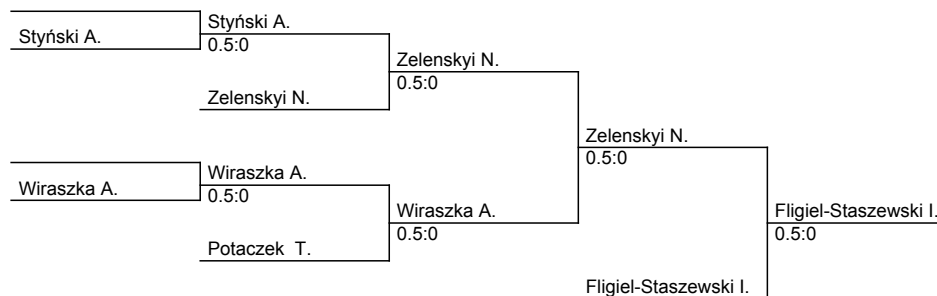 Styński A.
Styński A.
0.5:0
Zelenskyi N.
Zelenskyi N.
0.5:0
Zelenskyi N.
0.5:0
Wiraszka A.
Wiraszka A.
0.5:0
Wiraszka A.
0.5:0
Potaczek  T.
Fligiel-Staszewski I.
0.5:0
Fligiel-Staszewski I.